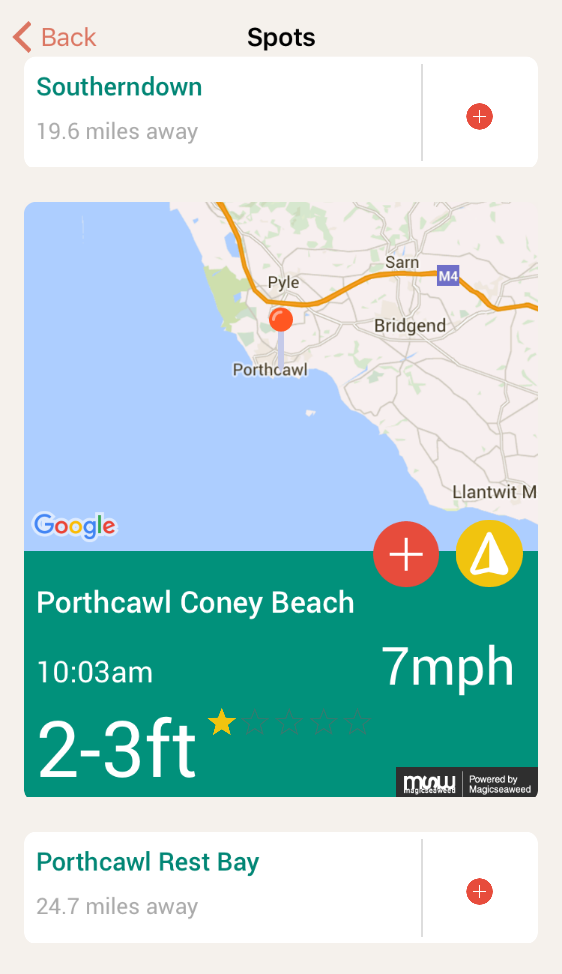 Back
Spots
Southerndown
19.6 miles away
Sarn
M4
Pyle
Bridgend
Porthcawl
Llantwit M
Google
Porthcawl Coney Beach
10:03am
7mph
2-3ft
msw
magicseaweed
Powered by
Magicseaweed
Porthcawl Rest Bay
24.7 miles away